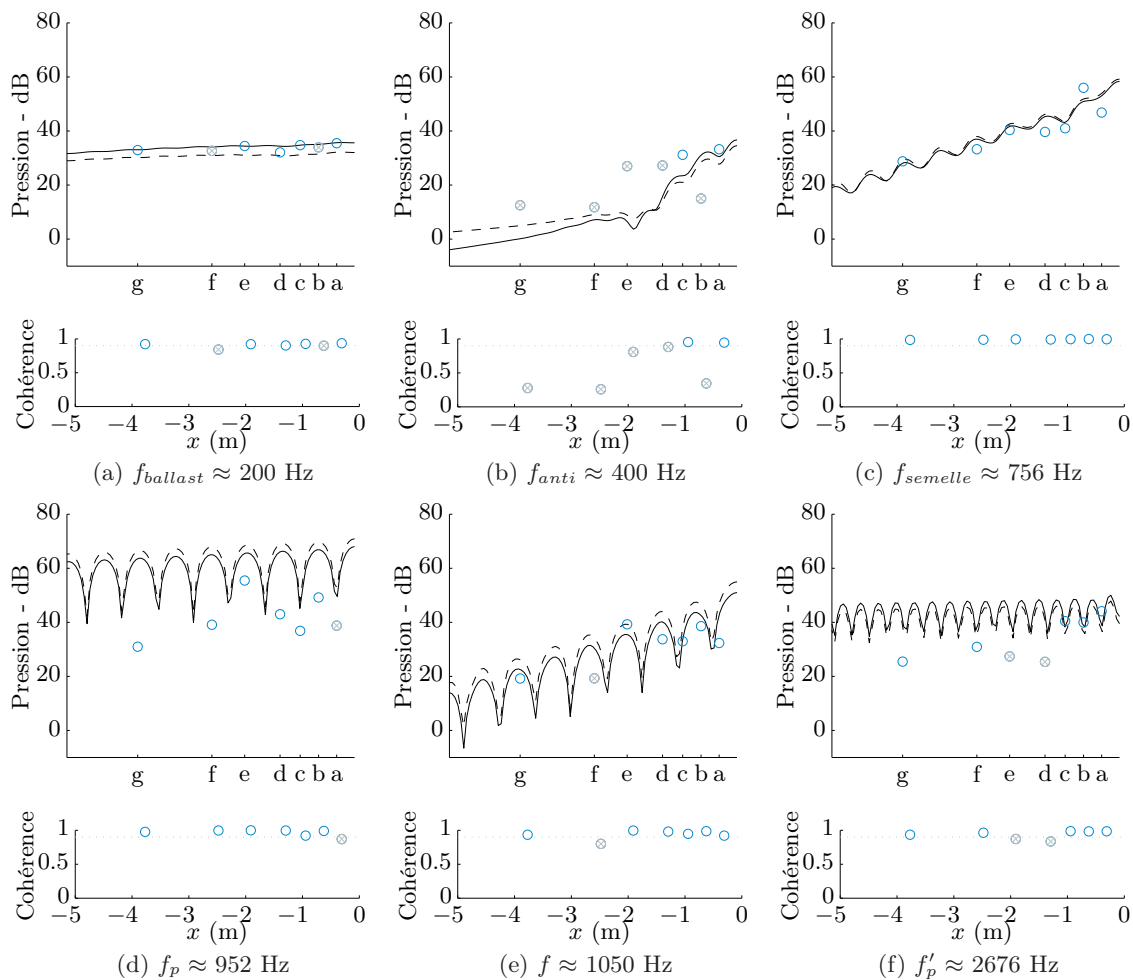 80
60
40
20
0
Pression - dB
g f e d c b a
1
0.5
0
Cohérence
−5 −4 −3 −2 −1 0
x (m)
(a) f_ballast ≈ 200 Hz
80
60
40
20
0
Pression - dB
g f e d c b a
1
0.5
0
Cohérence
−5 −4 −3 −2 −1 0
x (m)
(b) f_anti ≈ 400 Hz
80
60
40
20
0
Pression - dB
g f e d c b a
1
0.5
0
Cohérence
−5 −4 −3 −2 −1 0
x (m)
(c) f_semelle ≈ 756 Hz
80
60
40
20
0
Pression - dB
g f e d c b a
1
0.5
0
Cohérence
−5 −4 −3 −2 −1 0
x (m)
(d) f_p ≈ 952 Hz
80
60
40
20
0
Pression - dB
g f e d c b a
1
0.5
0
Cohérence
−5 −4 −3 −2 −1 0
x (m)
(e) f ≈ 1050 Hz
80
60
40
20
0
Pression - dB
g f e d c b a
1
0.5
0
Cohérence
−5 −4 −3 −2 −1 0
x (m)
(f) f′_p ≈ 2676 Hz